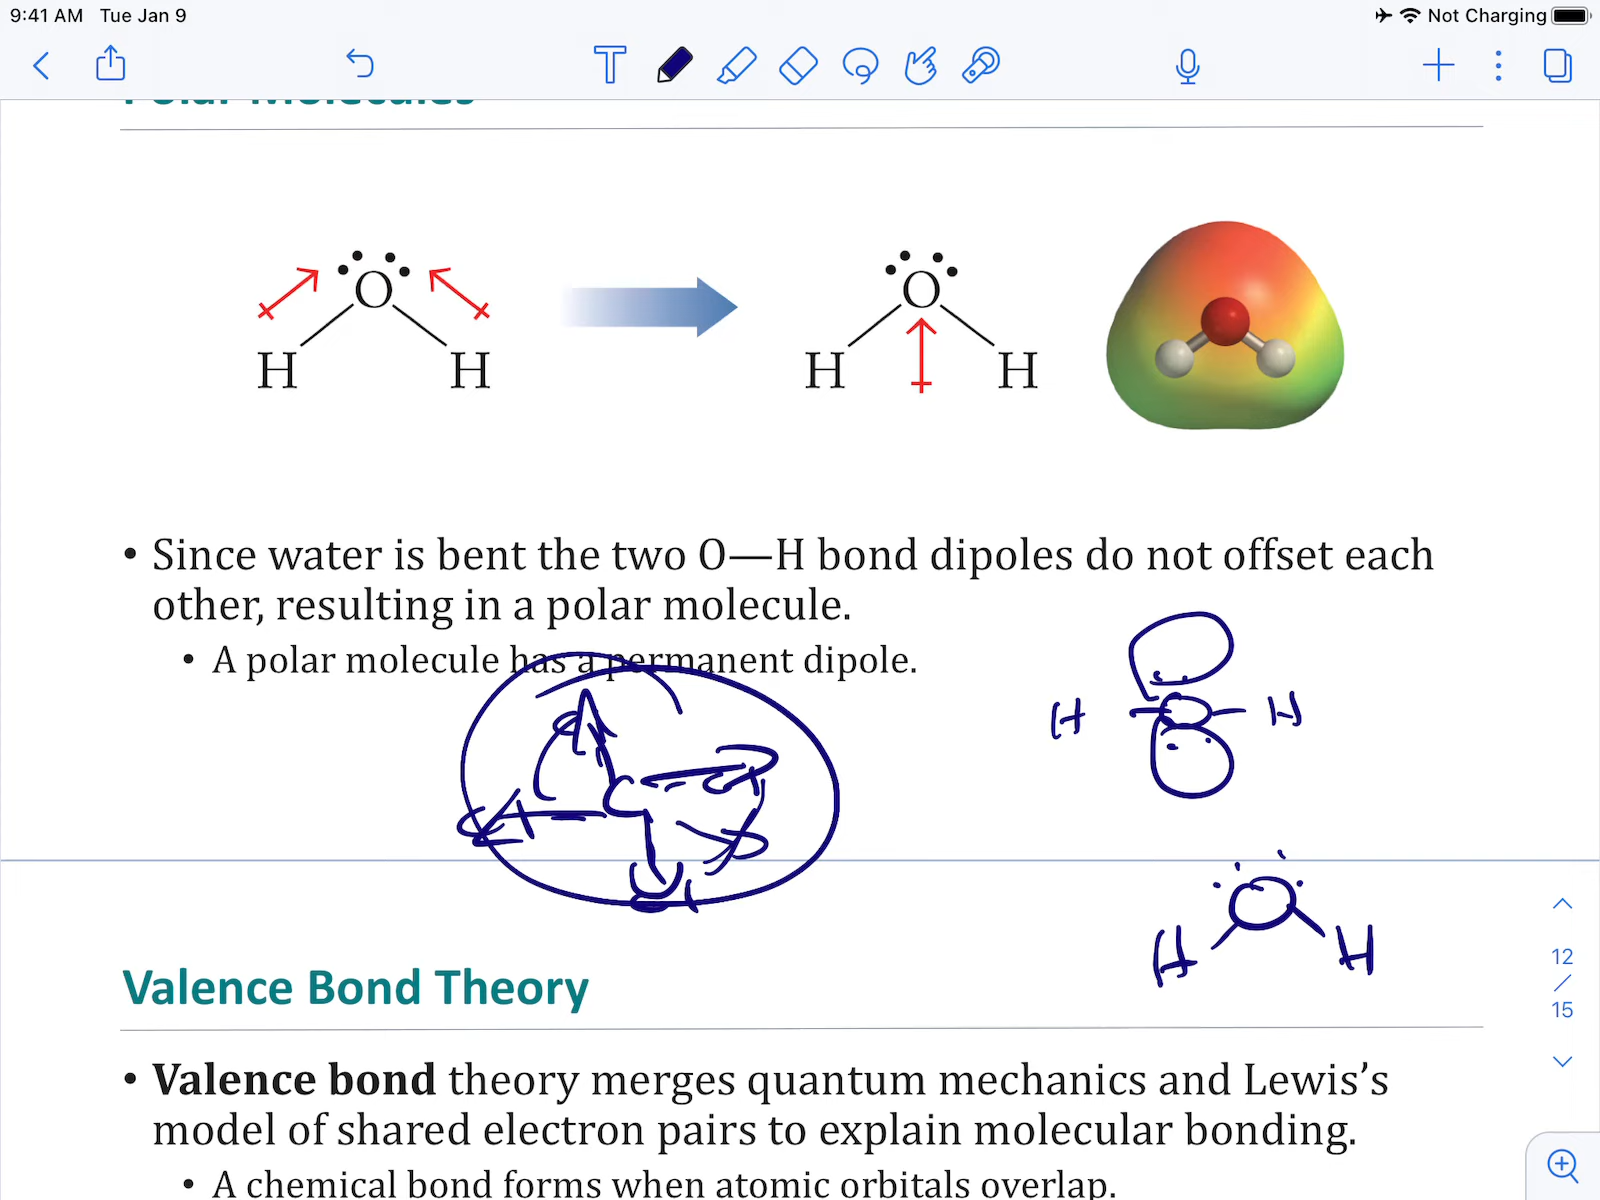 9:41 AM Tue Jan 9
Not Charging
T
Polar Molecules
O
O
H H
H H
• Since water is bent the two O—H bond dipoles do not offset each
other, resulting in a polar molecule.
• A polar molecule has a permanent dipole.
H O H
C
O
H H
12
/
15
Valence Bond Theory
• Valence bond theory merges quantum mechanics and Lewis’s
model of shared electron pairs to explain molecular bonding.
• A chemical bond forms when atomic orbitals overlap.